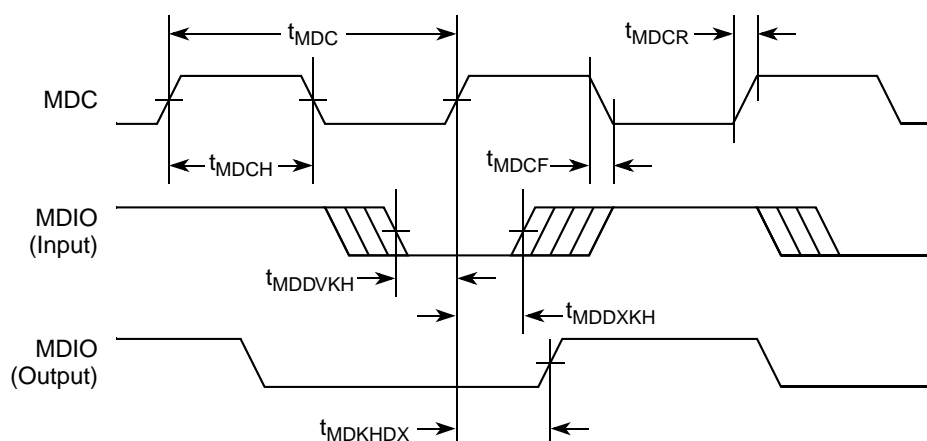 tMDC
tMDCR
MDC
tMDCH
tMDCF
MDIO
(Input)
tMDDVKH
tMDDXKH
MDIO
(Output)
tMDKHDX